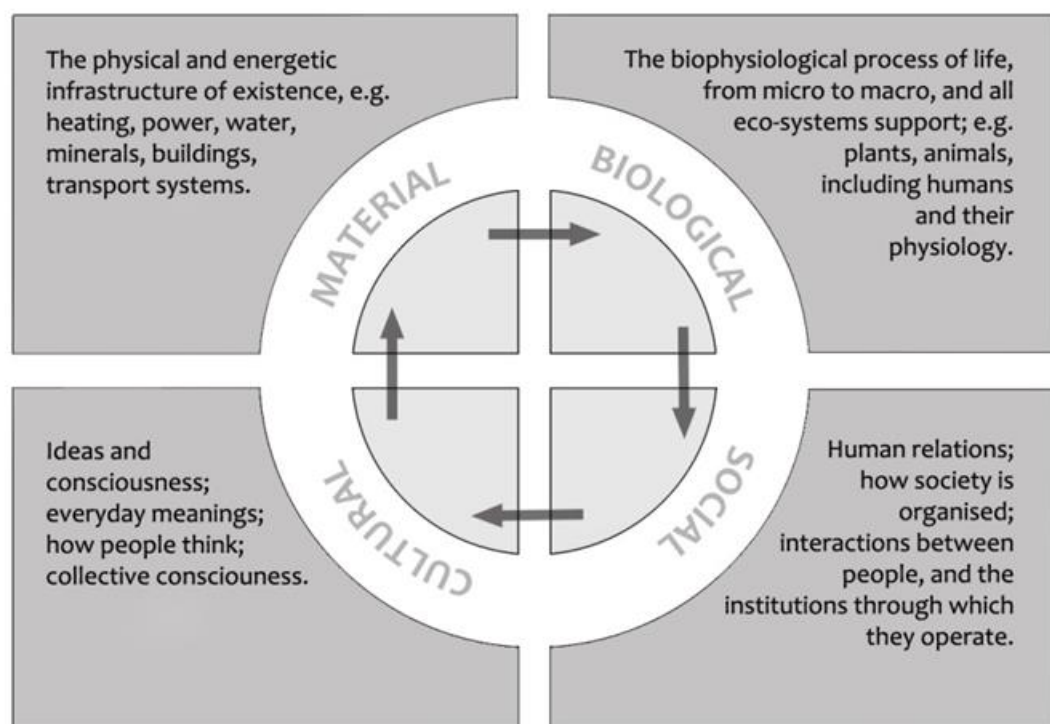 The physical and energetic
infrastructure of existence, e.g.
heating, power, water,
minerals, buildings,
transport systems.
The biophysiological process of life,
from micro to macro, and all
eco-systems support; e.g.
plants, animals,
including humans
and their
physiology.
MATERIAL
BIOLOGICAL
CULTURAL
SOCIAL
Ideas and
consciousness;
everyday meanings;
how people think;
collective consciouness.
Human relations;
how society is
organised;
interactions between
people, and the
institutions through which
they operate.